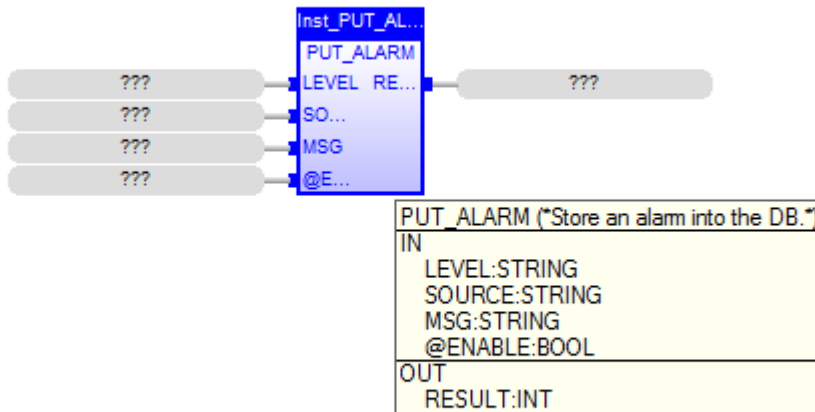 Inst_PUT_AL...
PUT_ALARM
??? LEVEL RE... ???
??? SO...
??? MSG
??? @E...
PUT_ALARM (*Store an alarm into the DB.*)
IN
LEVEL:STRING
SOURCE:STRING
MSG:STRING
@ENABLE:BOOL
OUT
RESULT:INT